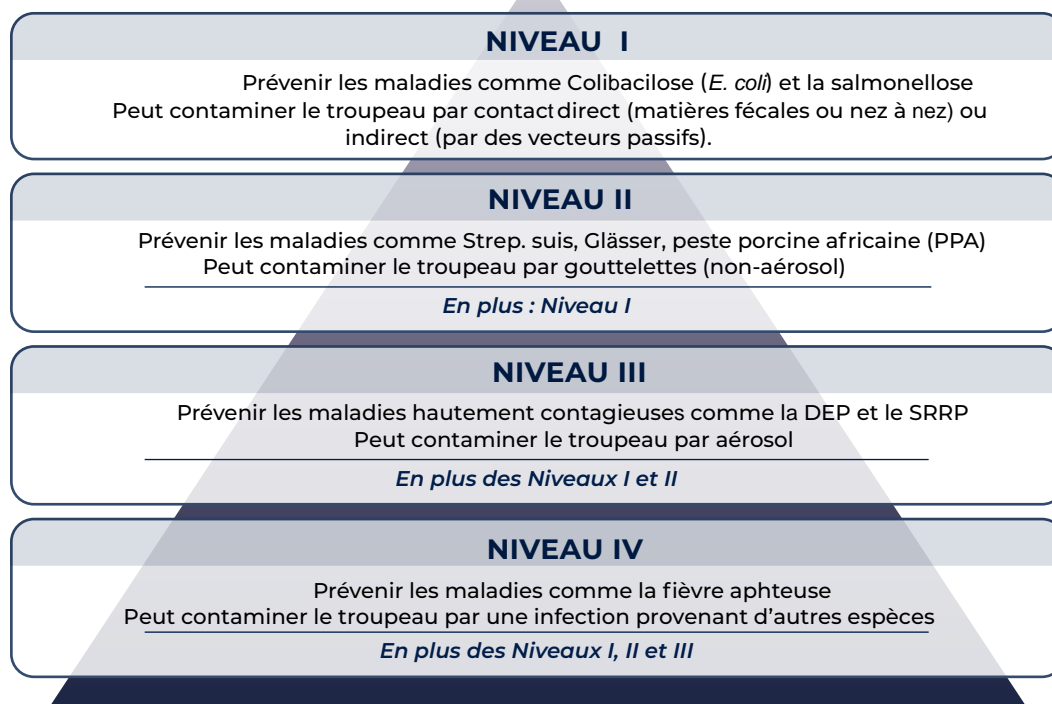 NIVEAU I
Prévenir les maladies comme Colibacilose (E. coli) et la salmonellose
Peut contaminer le troupeau par contact direct (matières fécales ou nez à nez) ou
indirect (par des vecteurs passifs).
NIVEAU II
Prévenir les maladies comme Strep. suis, Glässer, peste porcine africaine (PPA)
Peut contaminer le troupeau par gouttelettes (non-aérosol)
En plus : Niveau I
NIVEAU III
Prévenir les maladies hautement contagieuses comme la DEP et le SRRP
Peut contaminer le troupeau par aérosol
En plus des Niveaux I et II
NIVEAU IV
Prévenir les maladies comme la fièvre aphteuse
Peut contaminer le troupeau par une infection provenant d’autres espèces
En plus des Niveaux I, II et III